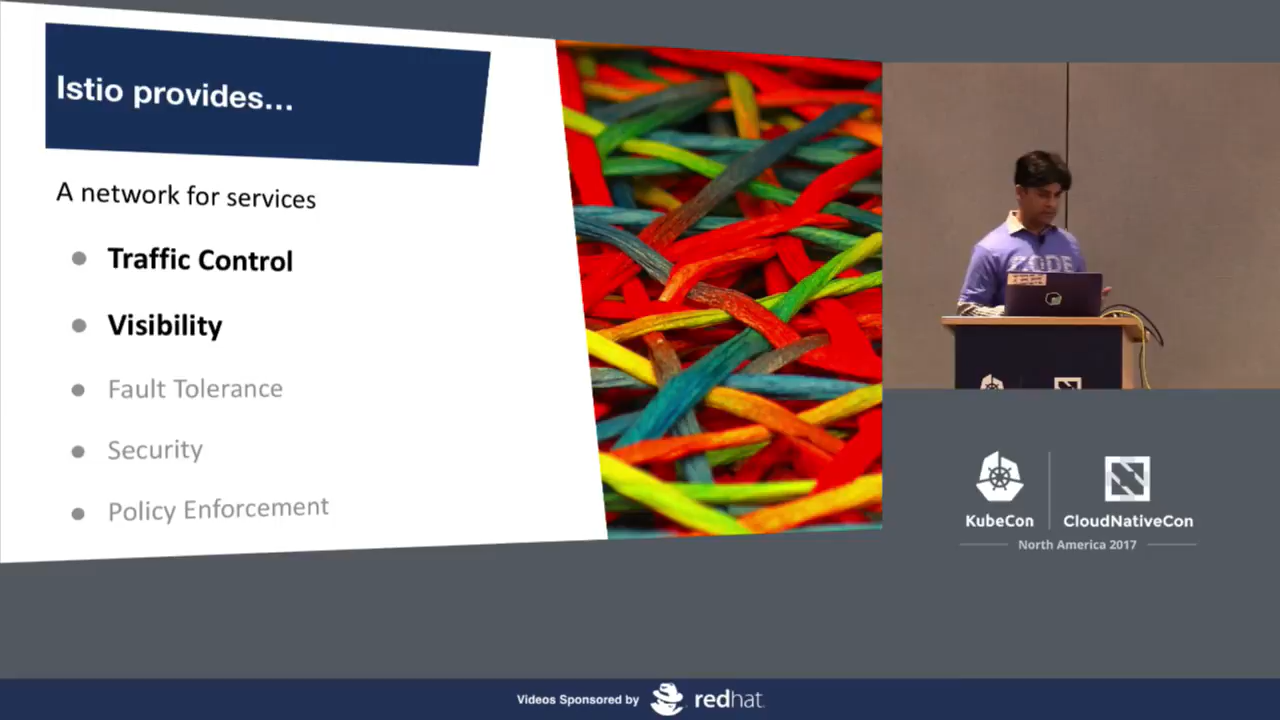 Istio provides...
A network for services
Traffic Control
Visibility
Fault Tolerance
Security
Policy Enforcement
CODE
KubeCon
CloudNativeCon
North America 2017
Videos Sponsored by redhat.